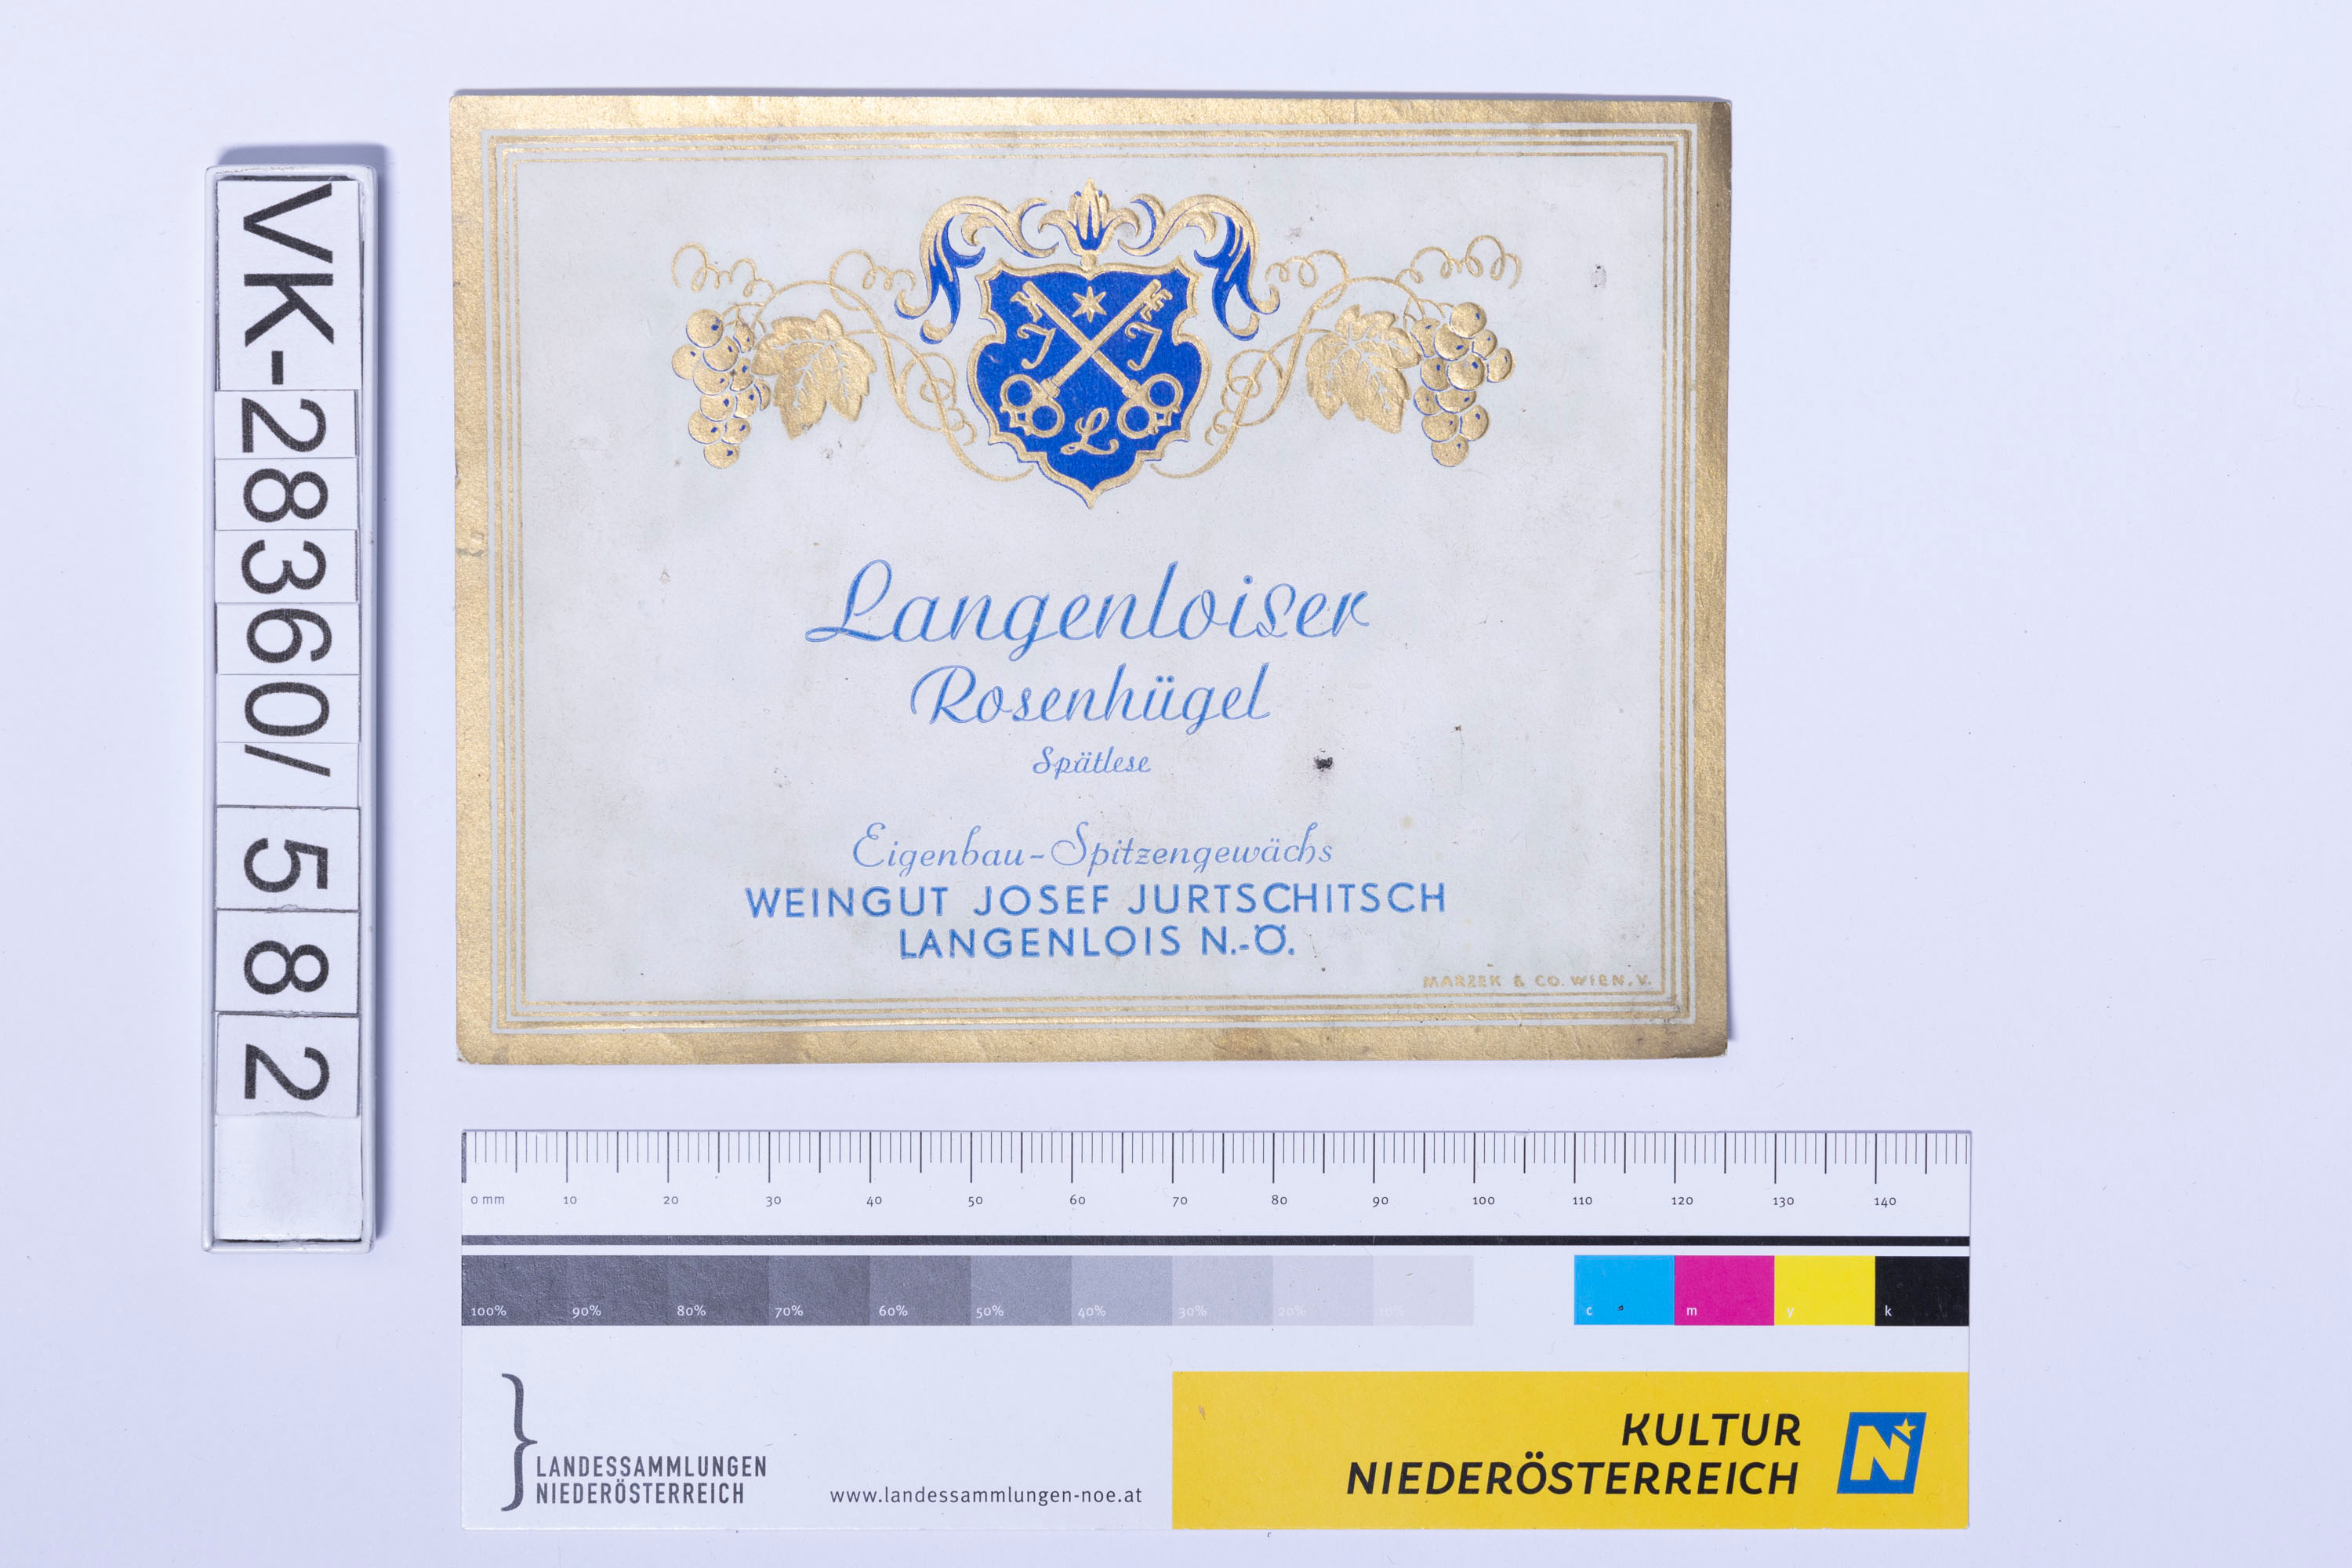 VK-28360/582
J J
L
Langenloiser
Rosenhügel
Spätlese
Eigenbau-Spitzengewächs
WEINGUT JOSEF JURTSCHITSCH
LANGENLOIS N.-Ö.
MARZEK & CO. WIEN. V.
0 mm 10 20 30 40 50 60 70 80 90 100 110 120 130 140
100% 90% 80% 70% 60% 50% 40% 30% 20% 10% c m y k
LANDESSAMMLUNGEN
NIEDERÖSTERREICH
www.landessammlungen-noe.at
KULTUR
NIEDERÖSTERREICH
N